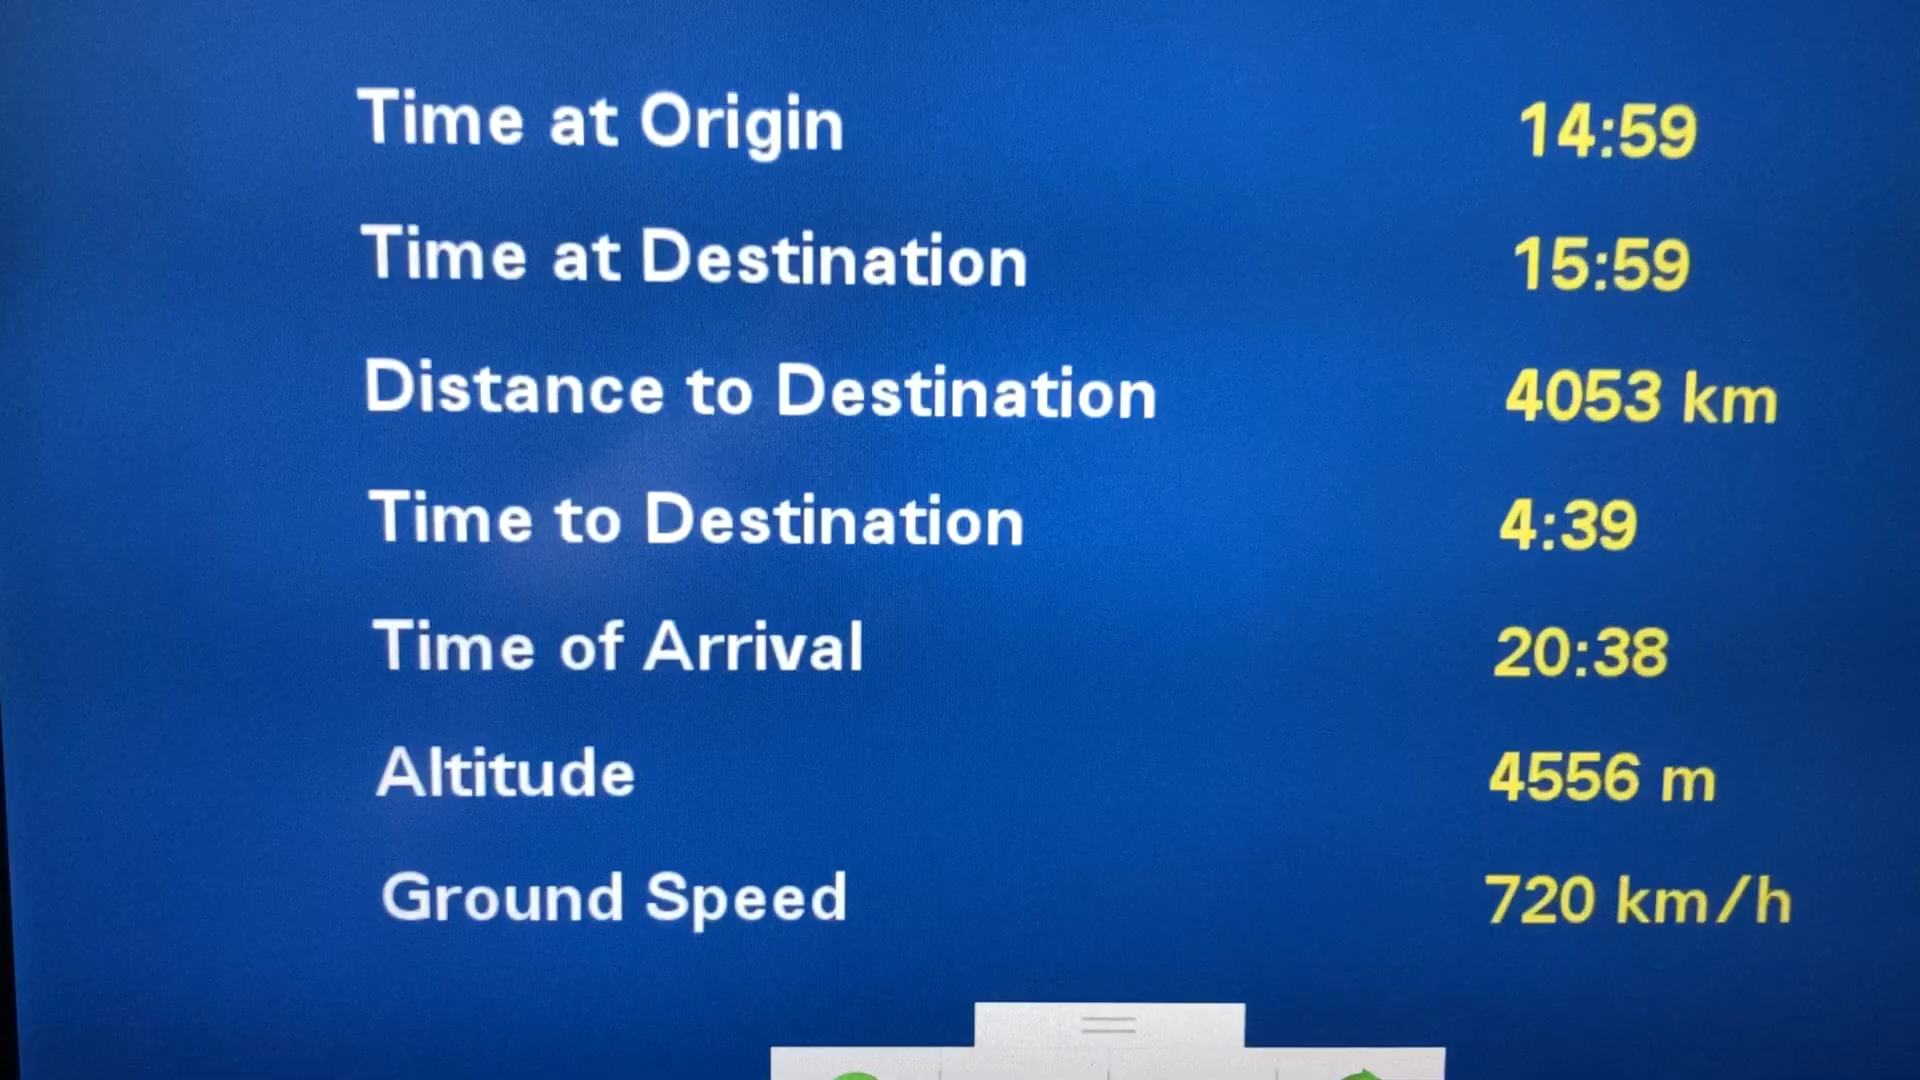 Time at Origin 14:59
Time at Destination 15:59
Distance to Destination 4053 km
Time to Destination 4:39
Time of Arrival 20:38
Altitude 4556 m
Ground Speed 720 km/h